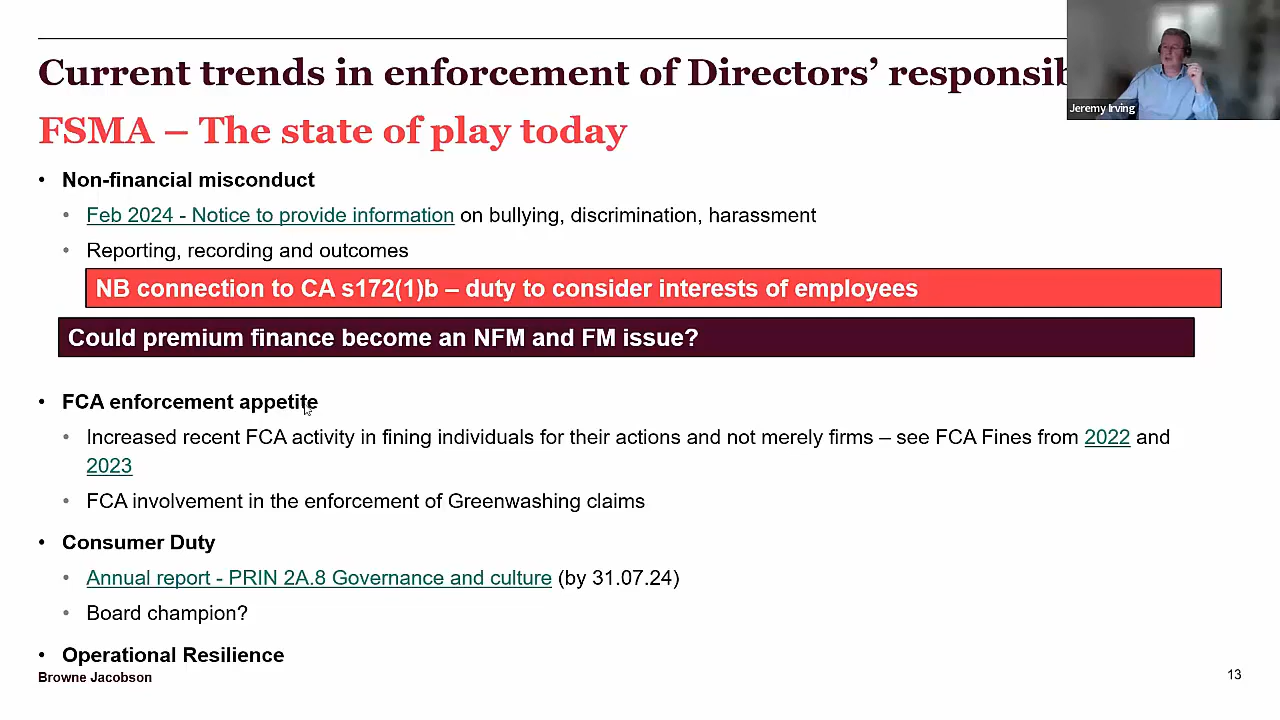 Current trends in enforcement of Directors’ responsib
Jeremy Irving
FSMA – The state of play today
• Non-financial misconduct
• Feb 2024 - Notice to provide information on bullying, discrimination, harassment
• Reporting, recording and outcomes
NB connection to CA s172(1)b – duty to consider interests of employees
Could premium finance become an NFM and FM issue?
• FCA enforcement appetite
• Increased recent FCA activity in fining individuals for their actions and not merely firms – see FCA Fines from 2022 and
2023
• FCA involvement in the enforcement of Greenwashing claims
• Consumer Duty
• Annual report - PRIN 2A.8 Governance and culture (by 31.07.24)
• Board champion?
• Operational Resilience
Browne Jacobson
13